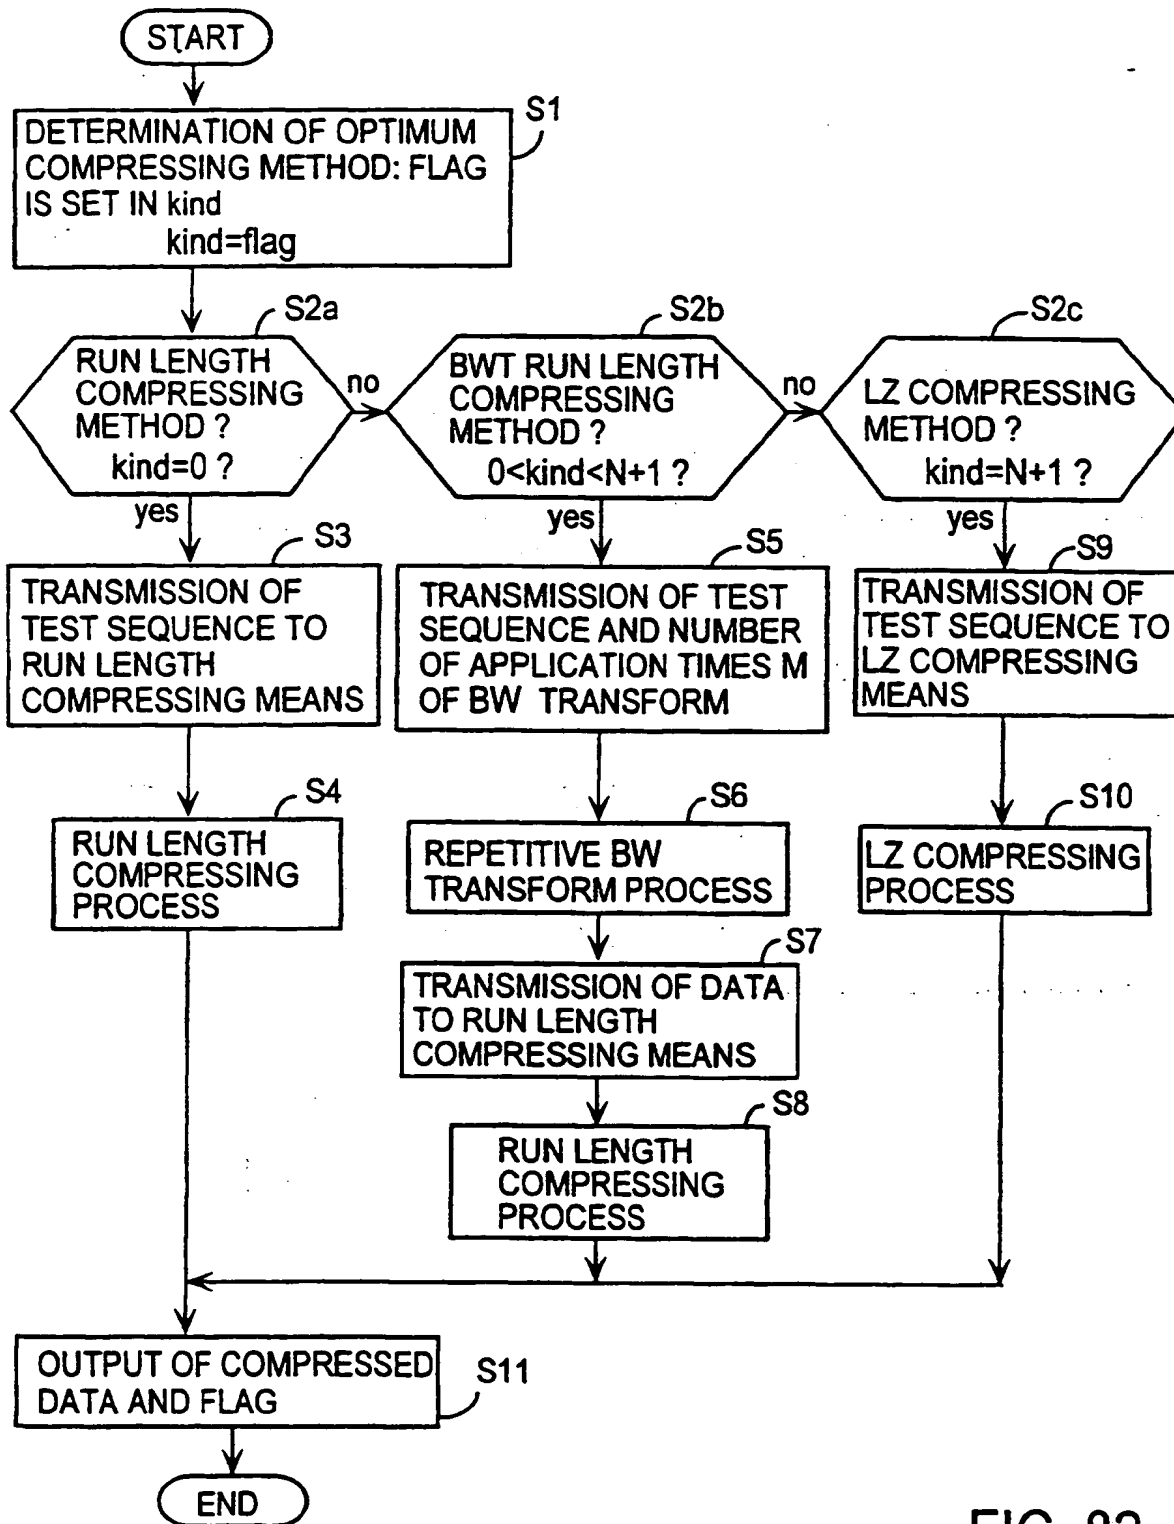 START
S1
DETERMINATION OF OPTIMUM
COMPRESSING METHOD: FLAG
IS SET IN kind
kind=flag
S2a
RUN LENGTH
COMPRESSING
METHOD ?
kind=0 ?
no
yes
S2b
BWT RUN LENGTH
COMPRESSING
METHOD ?
0<kind<N+1 ?
no
yes
S2c
LZ COMPRESSING
METHOD ?
kind=N+1 ?
yes
S3
TRANSMISSION OF
TEST SEQUENCE TO
RUN LENGTH
COMPRESSING MEANS
S5
TRANSMISSION OF TEST
SEQUENCE AND NUMBER
OF APPLICATION TIMES M
OF BW TRANSFORM
S9
TRANSMISSION OF
TEST SEQUENCE TO
LZ COMPRESSING
MEANS
S4
RUN LENGTH
COMPRESSING
PROCESS
S6
REPETITIVE BW
TRANSFORM PROCESS
S10
LZ COMPRESSING
PROCESS
S7
TRANSMISSION OF DATA
TO RUN LENGTH
COMPRESSING MEANS
S8
RUN LENGTH
COMPRESSING
PROCESS
OUTPUT OF COMPRESSED
DATA AND FLAG
S11
END